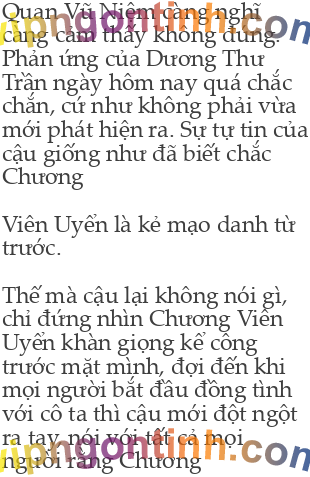 Quan Vũ Niệm càng nghĩ
càng cảm thấy không đúng.
Phản ứng của Dương Thư
Trần ngày hôm nay quá chắc
chắn, cứ như không phải vừa
mới phát hiện ra. Sự tự tin của
cậu giống như đã biết chắc
Chương
Viên Uyển là kẻ mạo danh từ
trước.
Thế mà cậu lại không nói gì,
chỉ đứng nhìn Chương Viên
Uyển khàn giọng kể công
trước mặt mình, đợi đến khi
mọi người bắt đầu đồng tình
với cô ta thì cậu mới đột ngột
ra tay, nói với tất cả mọi
người rằng Chương
vipngontinh.com
vipngontinh.com